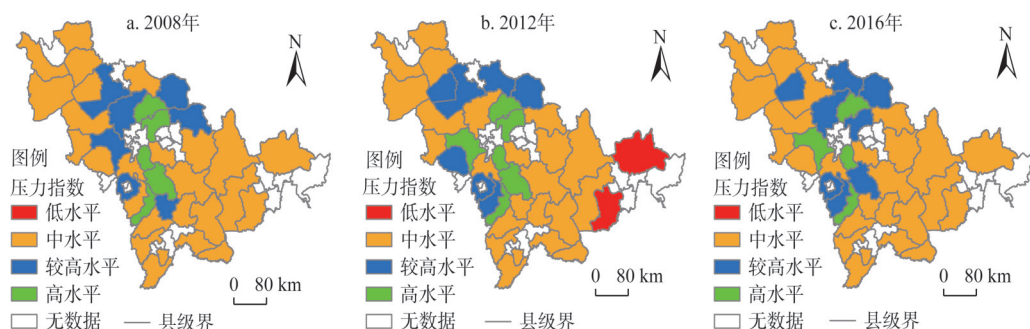 a. 2008年
N
图例
压力指数
低水平
中水平
较高水平
高水平
无数据
县级界
0 80 km
b. 2012年
N
图例
压力指数
低水平
中水平
较高水平
高水平
无数据
县级界
0 80 km
c. 2016年
N
图例
压力指数
低水平
中水平
较高水平
高水平
无数据
县级界
0 80 km